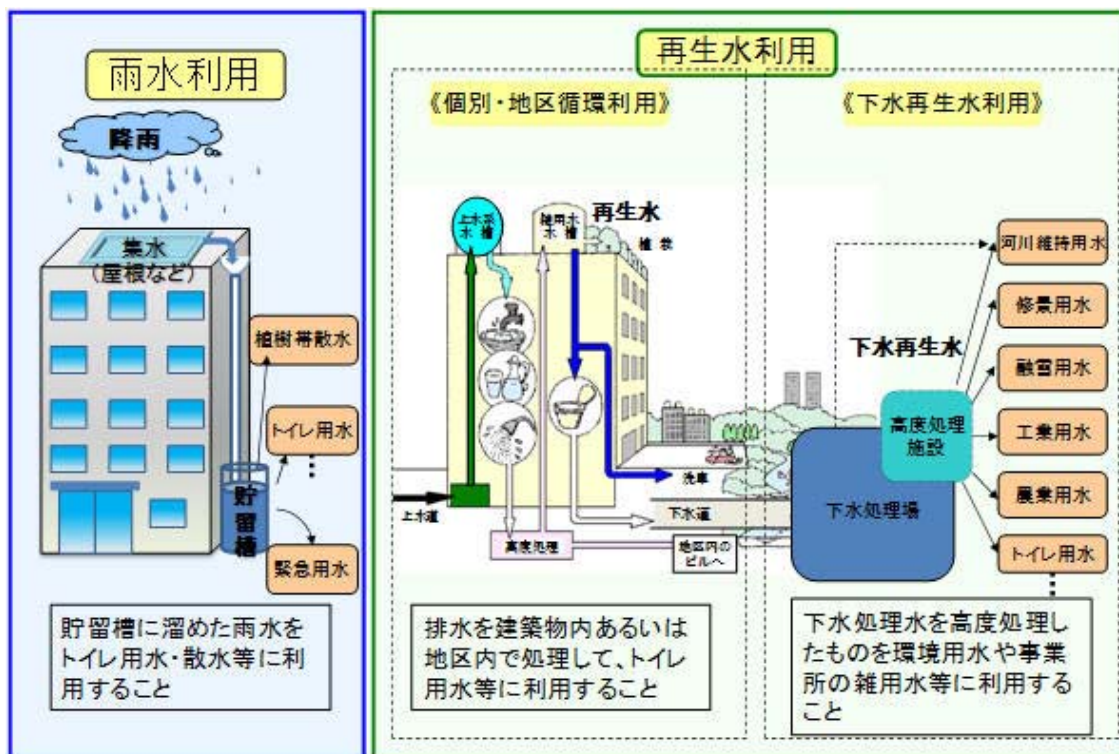 雨水利用
降雨
集水
(屋根など)
植樹帯散水
トイレ用水
貯留槽
緊急用水
貯留槽に溜めた雨水を
トイレ用水・散水等に利
用すること
再生水利用
《個別・地区循環利用》
上水系
水槽
雑用水
水槽
再生水
植栽
洗車
上水道
下水道
高度処理
地区内の
ビルへ
排水を建築物内あるいは
地区内で処理して、トイレ
用水等に利用すること
《下水再生水利用》
河川維持用水
修景用水
下水再生水
融雪用水
高度処理
施設
工業用水
農業用水
下水処理場
トイレ用水
下水処理水を高度処理し
たものを環境用水や事業
所の雑用水等に利用する
こと